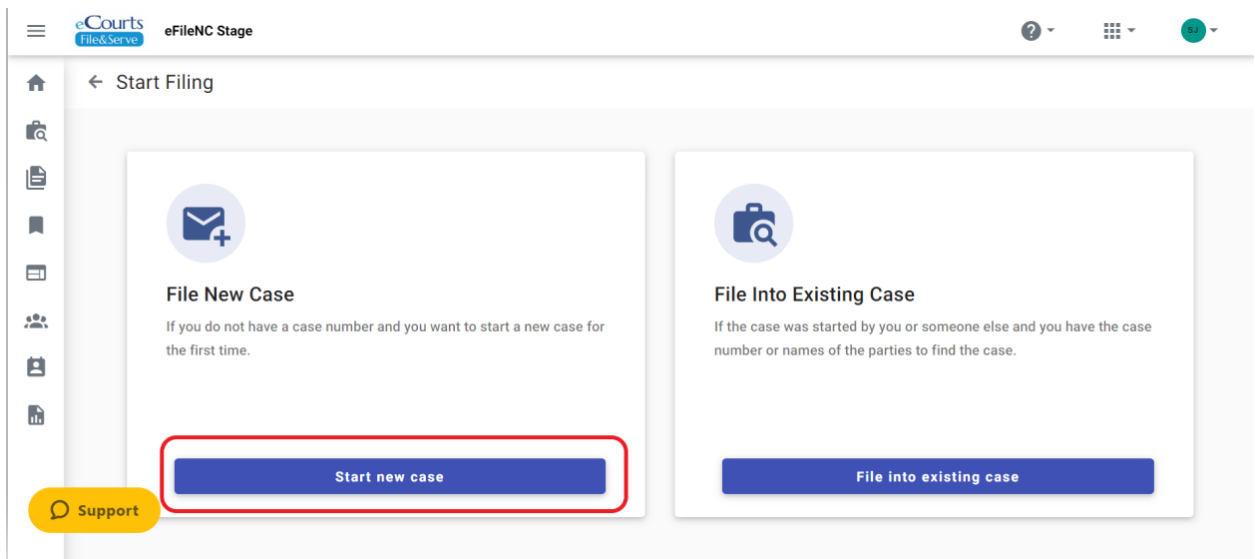 eCourts
File&Serve
eFileNC Stage
SJ
Start Filing
File New Case
If you do not have a case number and you want to start a new case for
the first time.
Start new case
File Into Existing Case
If the case was started by you or someone else and you have the case
number or names of the parties to find the case.
File into existing case
Support